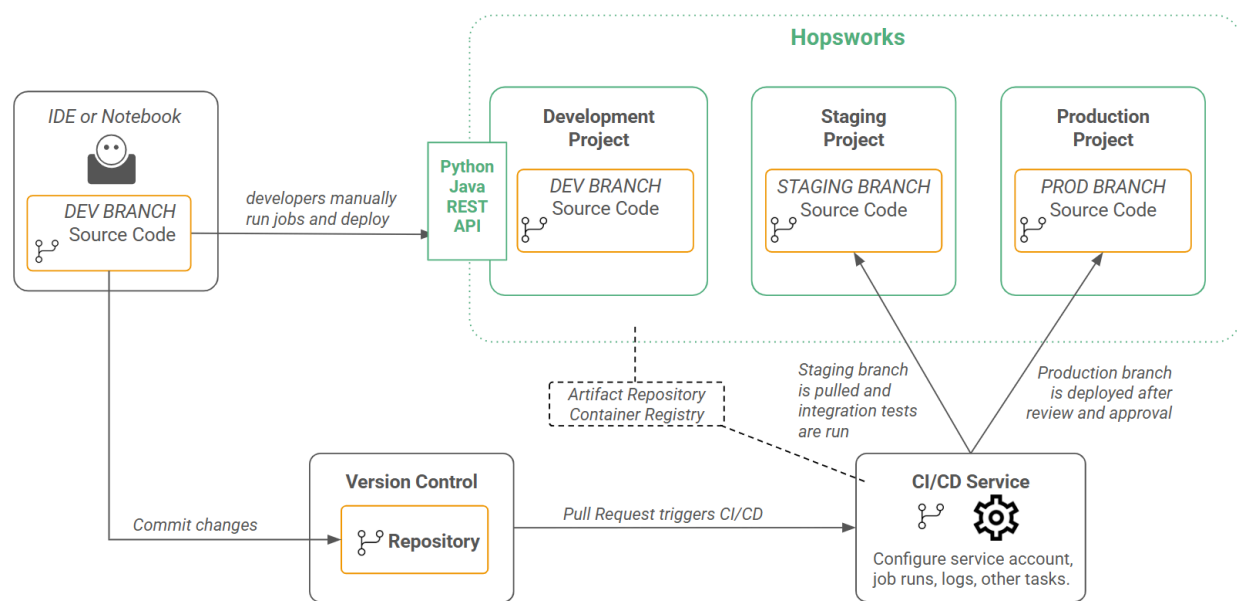 Hopsworks
IDE or Notebook
DEV BRANCH
Source Code
developers manually
run jobs and deploy
Python
Java
REST
API
Development
Project
DEV BRANCH
Source Code
Staging
Project
STAGING BRANCH
Source Code
Production
Project
PROD BRANCH
Source Code
Artifact Repository
Container Registry
Staging branch
is pulled and
integration tests
are run
Production branch
is deployed after
review and approval
Commit changes
Version Control
Repository
Pull Request triggers CI/CD
CI/CD Service
Configure service account,
job runs, logs, other tasks.